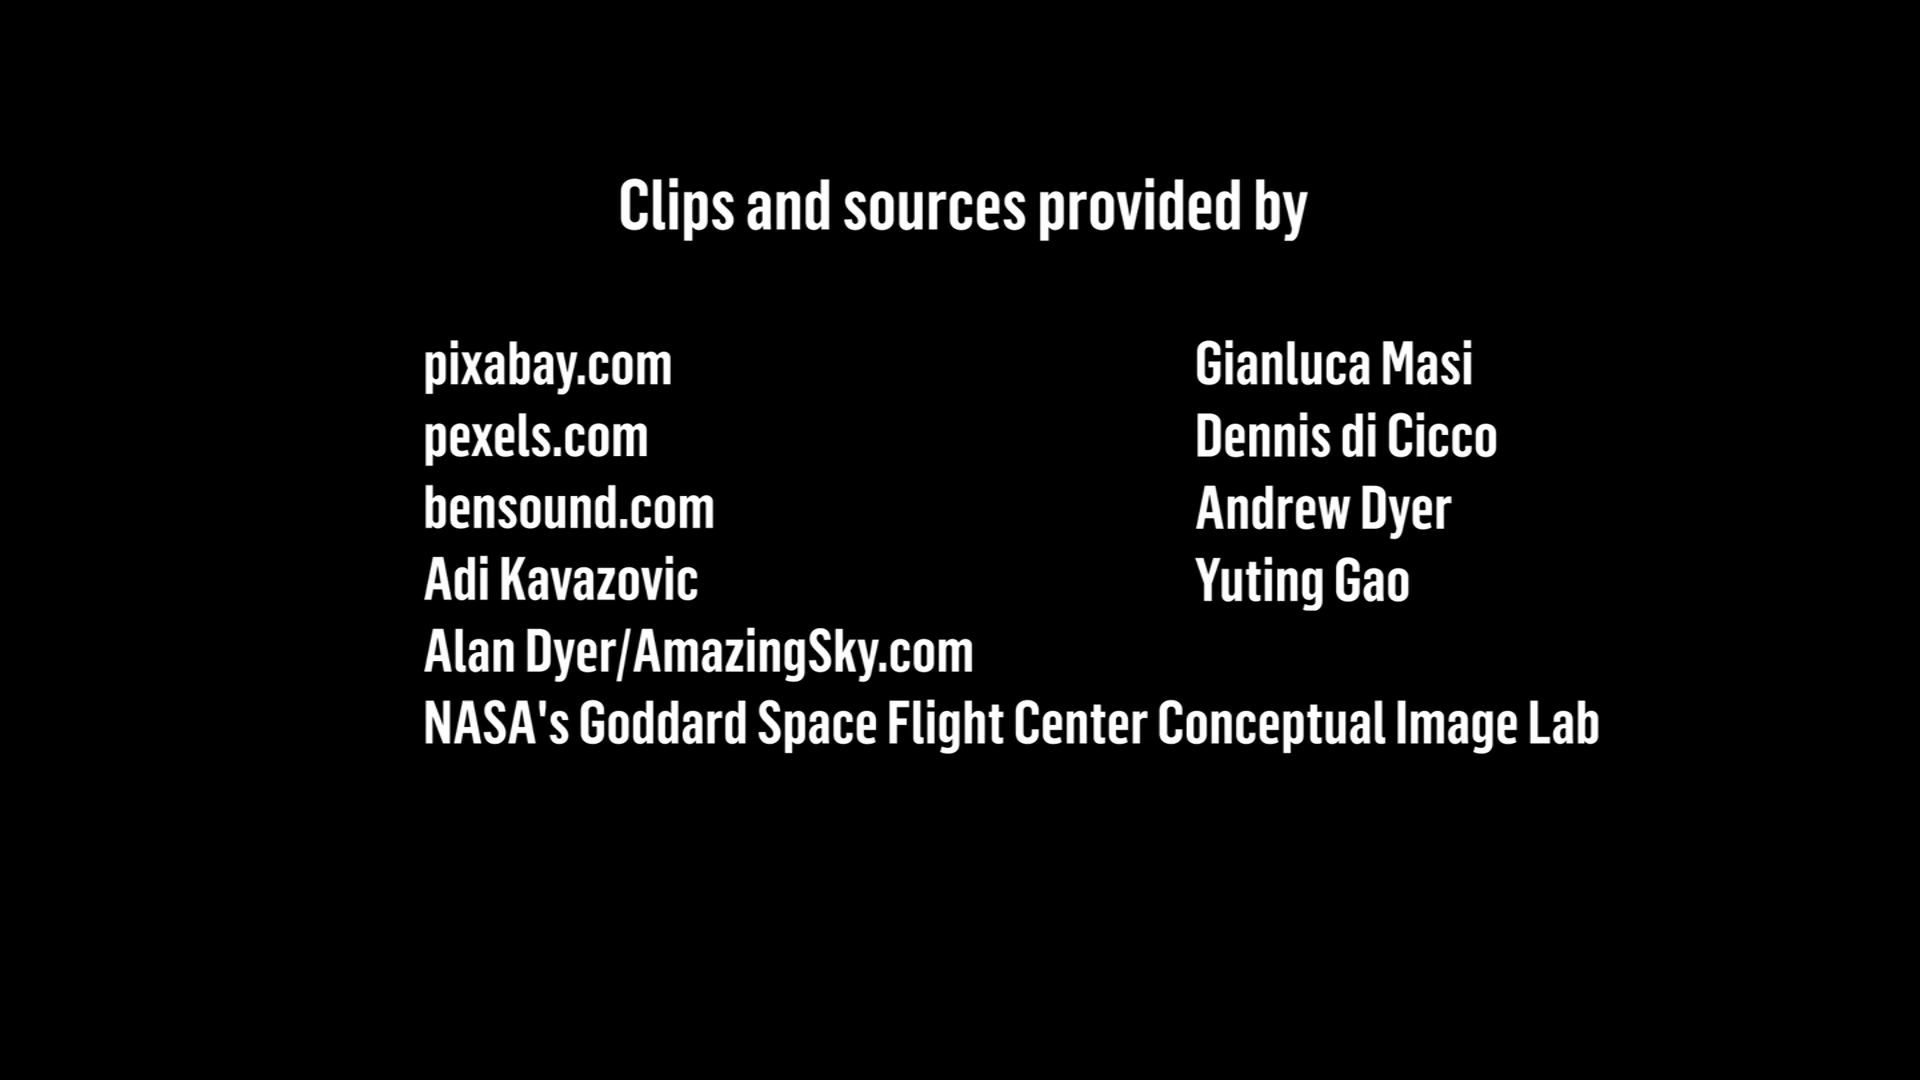 Clips and sources provided by
pixabay.com
pexels.com
bensound.com
Adi Kavazovic
Alan Dyer/AmazingSky.com
NASA's Goddard Space Flight Center Conceptual Image Lab
Gianluca Masi
Dennis di Cicco
Andrew Dyer
Yuting Gao